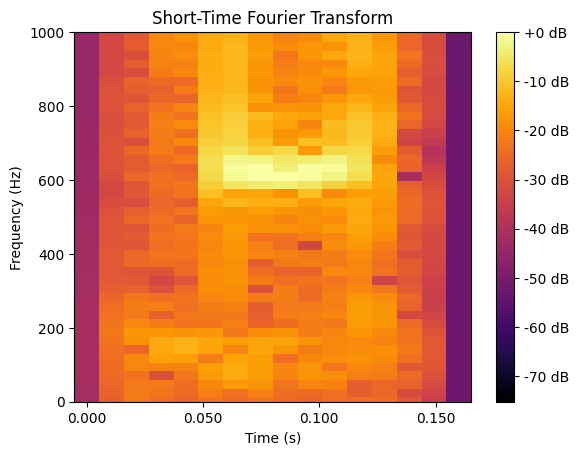 Short-Time Fourier Transform
Frequency (Hz)
1000
800
600
400
200
0
0.000
0.050
0.100
0.150
Time (s)
+0 dB
-10 dB
-20 dB
-30 dB
-40 dB
-50 dB
-60 dB
-70 dB